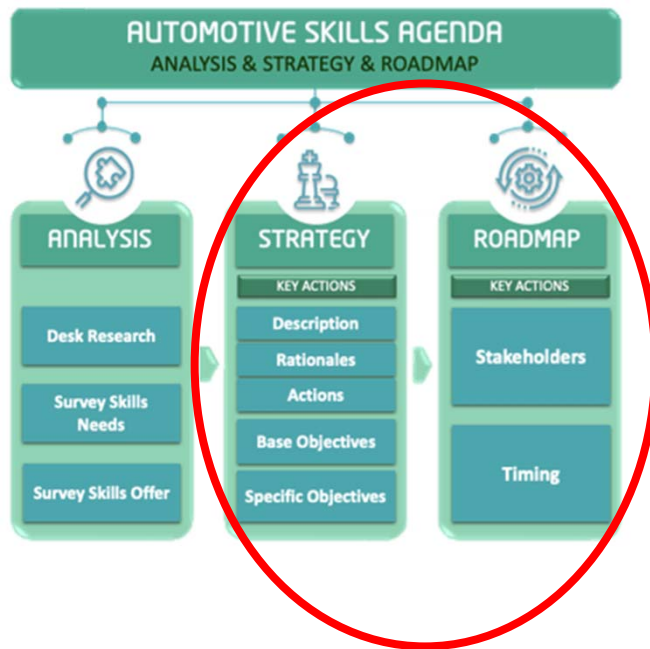 AUTOMOTIVE SKILLS AGENDA
ANALYSIS & STRATEGY & ROADMAP
ANALYSIS
Desk Research
Survey Skills
Needs
Survey Skills Offer
STRATEGY
KEY ACTIONS
Description
Rationales
Actions
Base Objectives
Specific Objectives
ROADMAP
KEY ACTIONS
Stakeholders
Timing